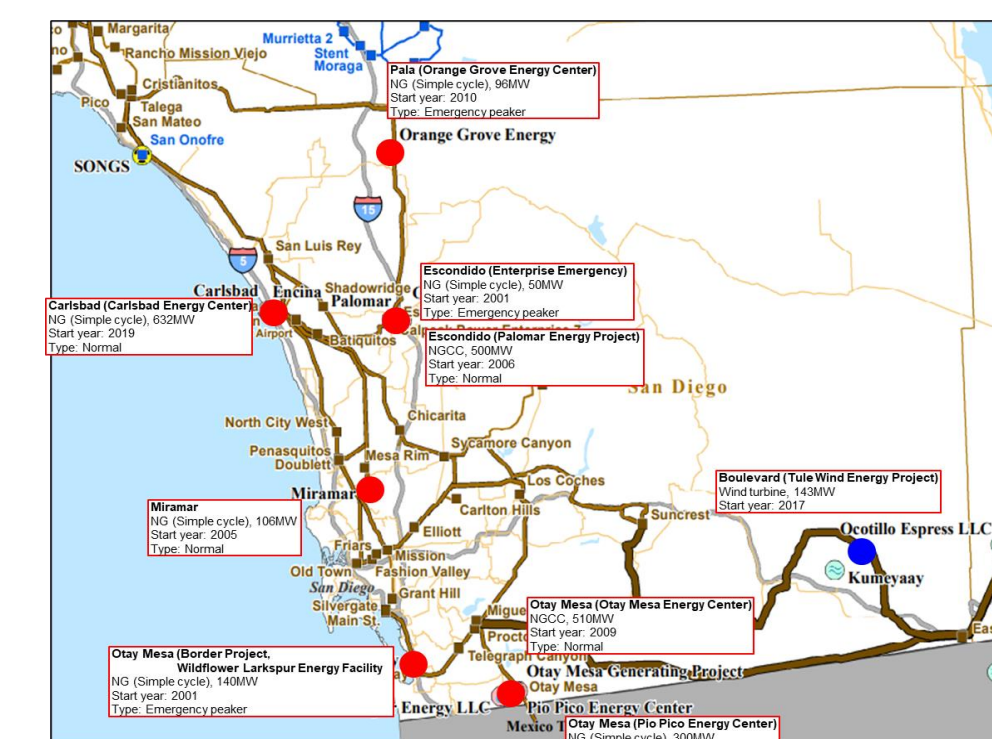 Margarita
Rancho Mission Viejo
Cristianitos
Pico
Talega
San Mateo
San Onofre
SONGS
Murrietta 2
Stent
Moraga
Pala (Orange Grove Energy Center)
NG (Simple cycle), 96MW
Start year: 2010
Type: Emergency peaker
Orange Grove Energy
15
5
San Luis Rey
Carlsbad
Encina
Shadowridge
Palomar
Carlsbad (Carlsbad Energy Center)
NG (Simple cycle), 632MW
Start year: 2019
Type: Normal
Airport
Batiquitos
Escondido (Enterprise Emergency)
NG (Simple cycle), 50MW
Start year: 2001
Type: Emergency peaker
Escondido (Palomar Energy Project)
NGCC, 500MW
Start year: 2006
Type: Normal
San Diego
Chicarita
North City West
Penasquitos
Doublett
Mesa Rim
Sycamore Canyon
Los Coches
Miramar
Carlton Hills
Suncrest
Boulevard (Tule Wind Energy Project)
Wind turbine, 143MW
Start year: 2017
Ocotillo Espress LLC
Kumeyaay
Miramar
NG (Simple cycle), 106MW
Start year: 2005
Type: Normal
Elliott
Friars
Mission
Old Town
Fashion Valley
San Diego
Grant Hill
Silvergate
Main St.
Migue
Proct
Telegraph Canyon
Otay Mesa (Otay Mesa Energy Center)
NGCC, 510MW
Start year: 2009
Type: Normal
Otay Mesa (Border Project,
Wildflower Larkspur Energy Facility
NG (Simple cycle), 140MW
Start year: 2001
Type: Emergency peaker
Otay Mesa Generating Project
Otay Mesa
Energy LLC
Pio Pico Energy Center
Mexico T
Otay Mesa (Pio Pico Energy Center)
NG (Simple cycle), 300MW